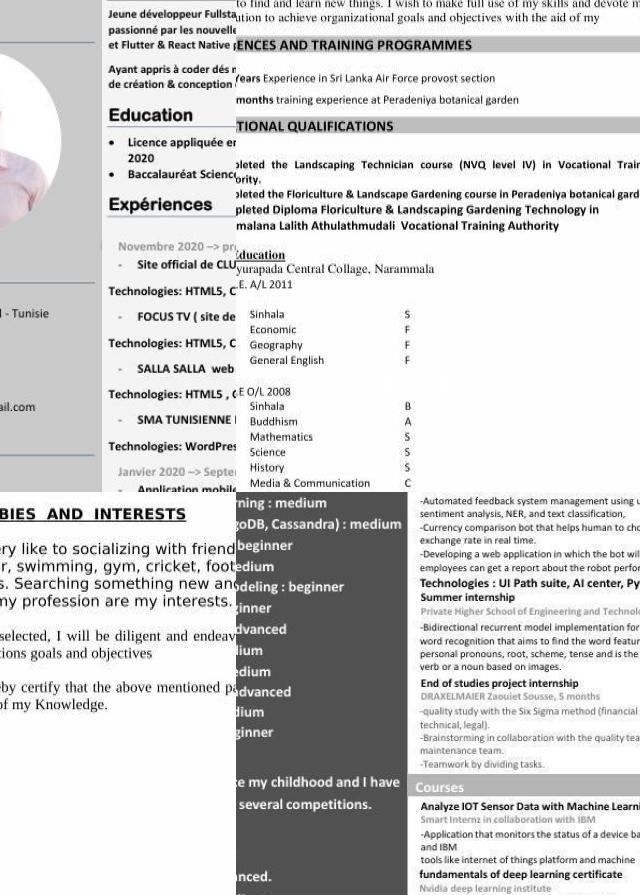 Jeune développeur Fullsta
passionné par les nouvelle
et Flutter & React Native
Ayant appris à coder dés
de création & conception
Education
• Licence appliquée en
2020
• Baccalauréat Science
Expériences
Novembre 2020 –> pr
- Site official de CLU
Technologies: HTML5, C
- FOCUS TV ( site de
Technologies: HTML5, C
- SALLA SALLA web
Technologies: HTML5 , C
- SMA TUNISIENNE
Technologies: WordPres
Janvier 2020 –> Septe
- Application mobile
l - Tunisie
ail.com
to find and learn new things. I wish to make full use of my skills and devote m
ution to achieve organizational goals and objectives with the aid of my
ENCES AND TRAINING PROGRAMMES
Years Experience in Sri Lanka Air Force provost section
months training experience at Peradeniya botanical garden
TIONAL QUALIFICATIONS
pleted the Landscaping Technician course (NVQ level IV) in Vocational Train
ority.
pleted the Floriculture & Landscape Gardening course in Peradeniya botanical gard
pleted Diploma Floriculture & Landscaping Gardening Technology in
malana Lalith Athulathmudali Vocational Training Authority
Education
yurapada Central Collage, Narammala
.E. A/L 2011
Sinhala S
Economic F
Geography F
General English F
.E O/L 2008
Sinhala B
Buddhism A
Mathematics S
Science S
History S
Media & Communication C
BIES AND INTERESTS
ery like to socializing with friend
r, swimming, gym, cricket, foot
s. Searching something new and
my profession are my interests.
selected, I will be diligent and endeav
tions goals and objectives
eby certify that the above mentioned pa
of my Knowledge.
rning : medium
goDB, Cassandra) : medium
beginner
edium
odeling : beginner
inner
dvanced
ium
edium
advanced
dium
ginner
e my childhood and I have
several competitions.
nced.
-Automated feedback system management using u
sentiment analysis, NER, and text classification,
-Currency comparison bot that helps human to cho
exchange rate in real time.
-Developing a web application in which the bot wil
employees can get a report about the robot perfor
Technologies : UI Path suite, AI center, Py
Summer internship
Private Higher School of Engineering and Technolo
-Bidirectional recurrent model implementation for
word recognition that aims to find the word featur
personal pronouns, root, scheme, tense and is the
verb or a noun based on images.
End of studies project internship
DRAXELMAIER Zaouiet Sousse, 5 months
-quality study with the Six Sigma method (financial
technical, legal).
-Brainstorming in collaboration with the quality tea
maintenance team.
-Teamwork by dividing tasks.
Courses
Analyze IOT Sensor Data with Machine Learni
Smart Internz in collaboration with IBM
-Application that monitors the status of a device ba
and IBM
tools like internet of things platform and machine
fundamentals of deep learning certificate
Nvidia deep learning institute